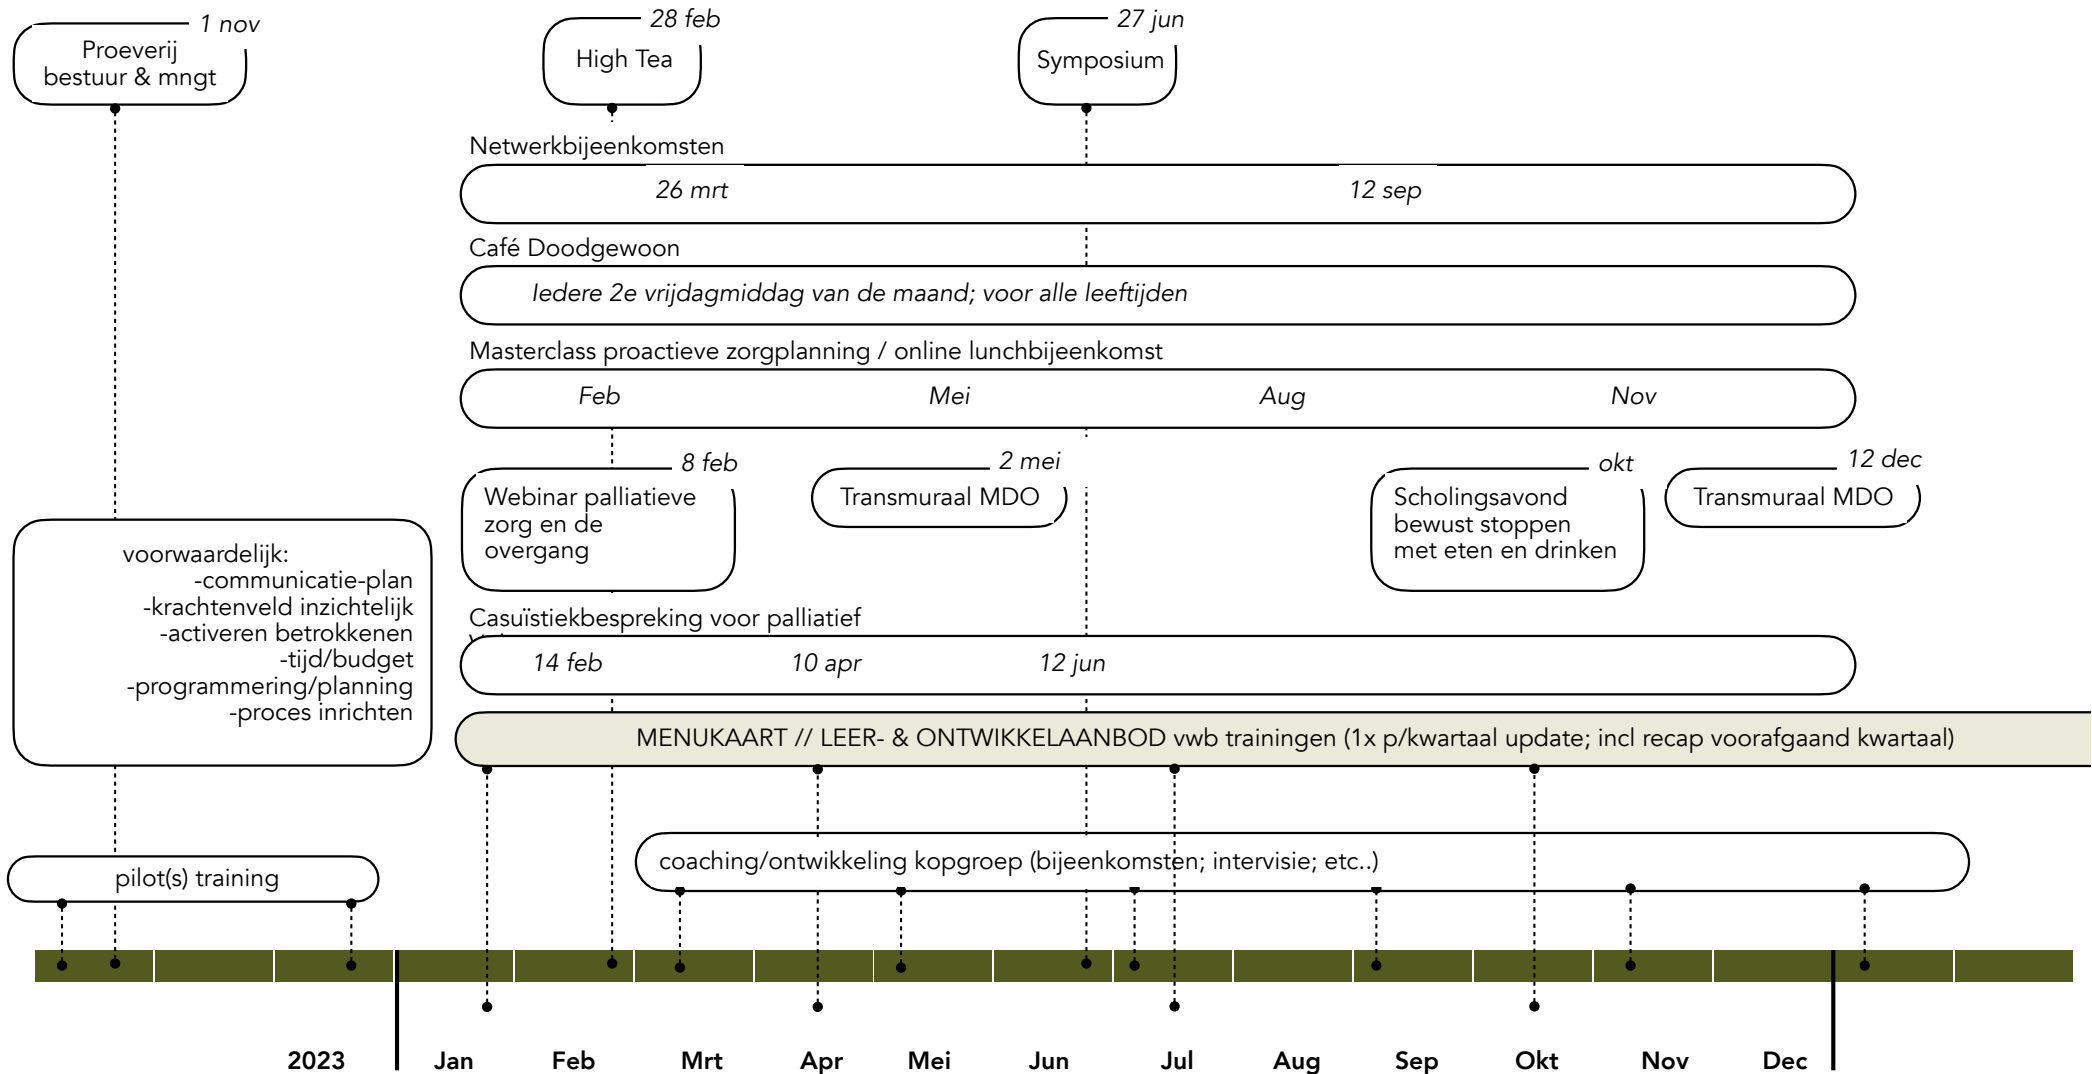 1 nov
Proeverij
bestuur & mngt
28 feb
High Tea
27 jun
Symposium
Netwerkbijeenkomsten
26 mrt
12 sep
Café Doodgewoon
Iedere 2e vrijdagmiddag van de maand; voor alle leeftijden
Masterclass proactieve zorgplanning / online lunchbijeenkomst
Feb
Mei
Aug
Nov
8 feb
Webinar palliatieve
zorg en de
overgang
2 mei
Transmuraal MDO
okt
Scholingsavond
bewust stoppen
met eten en drinken
12 dec
Transmuraal MDO
voorwaardelijk:
-communicatie-plan
-krachtenveld inzichtelijk
-activeren betrokkenen
-tijd/budget
-programmering/planning
-proces inrichten
Casuïstiekbespreking voor palliatief
14 feb
10 apr
12 jun
MENUKAART // LEER- & ONTWIKKELAANBOD vwb trainingen (1x p/kwartaal update; incl recap voorafgaand kwartaal)
coaching/ontwikkeling kopgroep (bijeenkomsten; intervisie; etc..)
pilot(s) training
2023
Jan
Feb
Mrt
Apr
Mei
Jun
Jul
Aug
Sep
Okt
Nov
Dec